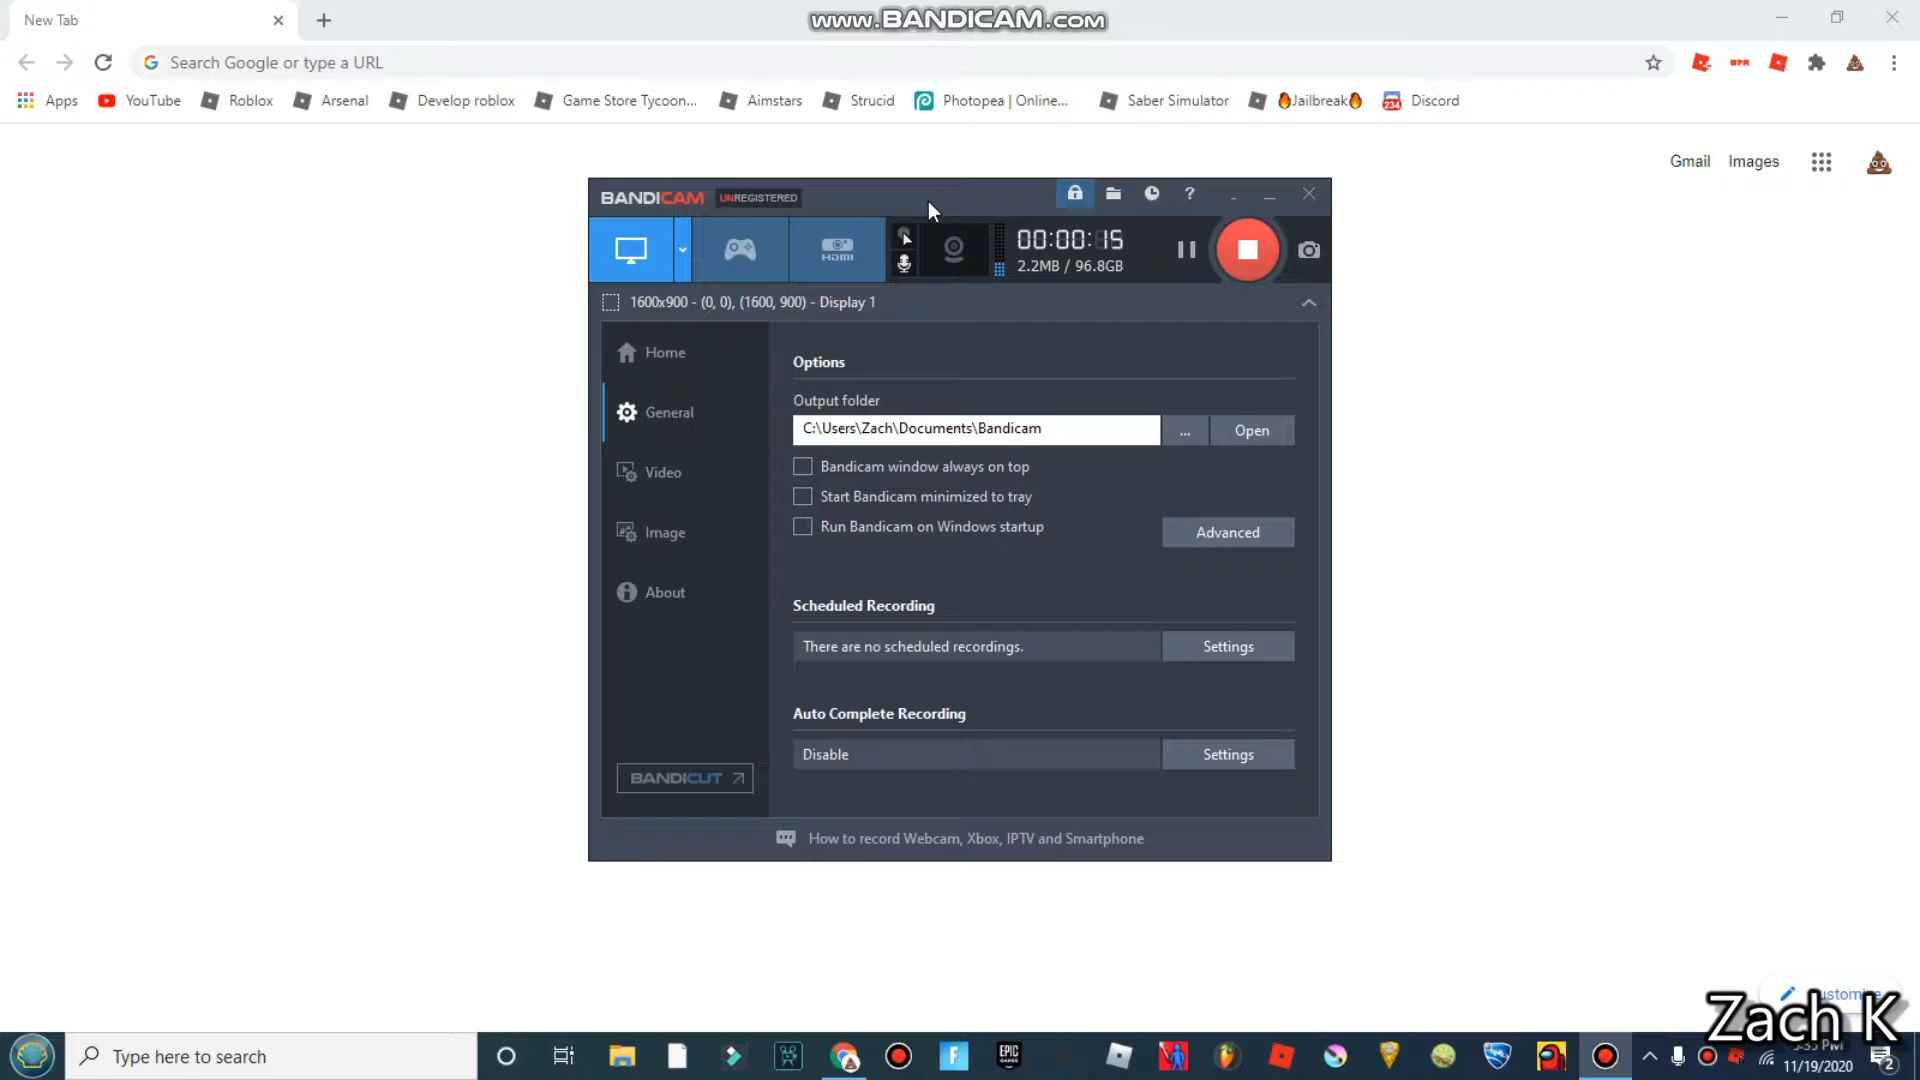 New Tab
www.BANDICAM.com
Search Google or type a URL
Apps YouTube Roblox Arsenal Develop roblox Game Store Tycoon... Aimstars Strucid Photopea | Online... Saber Simulator 🔥Jailbreak🔥 234 Discord
Gmail Images
BANDICAM UNREGISTERED ?
HDMI
00:00:15
2.2MB / 96.8GB
1600x900 - (0, 0), (1600, 900) - Display 1
Home
General
Video
Image
About
BANDICUT
Options
Output folder
C:\Users\Zach\Documents\Bandicam ... Open
Bandicam window always on top
Start Bandicam minimized to tray
Run Bandicam on Windows startup
Advanced
Scheduled Recording
There are no scheduled recordings. Settings
Auto Complete Recording
Disable Settings
How to record Webcam, Xbox, IPTV and Smartphone
Zach K
Type here to search
EPIC GAMES
11/19/2020
2